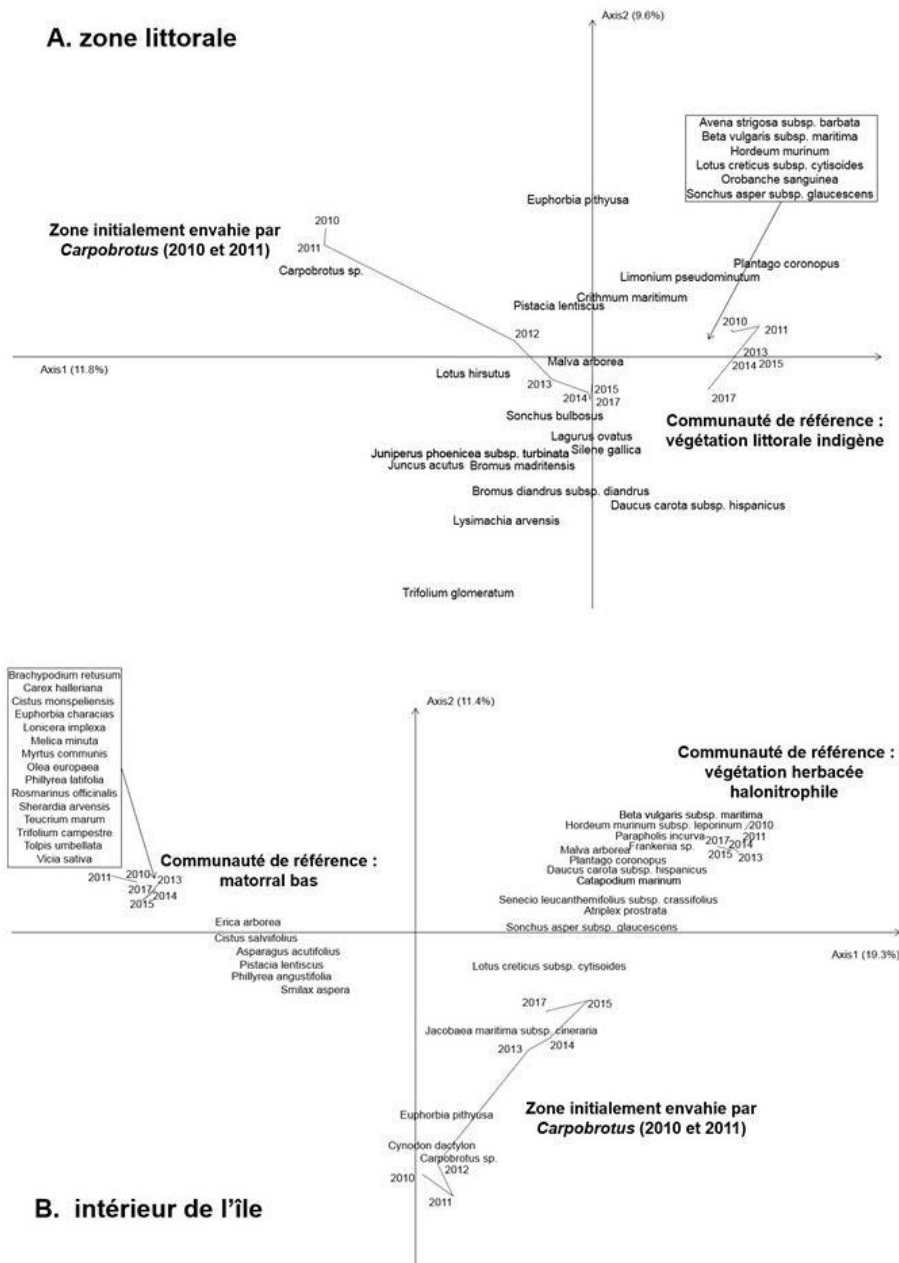 Axis2 (9.6%)
A. zone littorale
Avena strigosa subsp. barbata
Beta vulgaris subsp. maritima
Hordeum murinum
Lotus creticus subsp. cytisoides
Orobanche sanguinea
Sonchus asper subsp. glaucescens
Euphorbia pithyusa
Zone initialement envahie par
Carpobrotus (2010 et 2011)
2010
2011
Carpobrotus sp.
Plantago coronopus
Limonium pseudominutum
Crithmum maritimum
Pistacia lentiscus
2010
2011
2012
2013
2014 2015
Axis1 (11.8%)
Malva arborea
Lotus hirsutus
2013
2015
2014
2017
2017
Sonchus bulbosus
Communauté de référence :
végétation littorale indigène
Lagurus ovatus
Silene gallica
Juniperus phoenicea subsp. turbinata
Juncus acutus
Bromus madritensis
Bromus diandrus subsp. diandrus
Daucus carota subsp. hispanicus
Lysimachia arvensis
Trifolium glomeratum
Brachypodium retusum
Carex halleriana
Cistus monspeliensis
Euphorbia characias
Lonicera implexa
Melica minuta
Myrtus communis
Olea europaea
Phillyrea latifolia
Rosmarinus officinalis
Sherardia arvensis
Teucrium marum
Trifolium campestre
Tolpis umbellata
Vicia sativa
Axis2 (11.4%)
Communauté de référence :
végétation herbacée
halonitrophile
Beta vulgaris subsp. maritima
Hordeum murinum subsp. leporinum
2010
Parapholis incurva
2017
2011
Malva arborea
Frankenia sp.
2014
2015
2013
Plantago coronopus
Daucus carota subsp. hispanicus
Catapodium marinum
Communauté de référence :
matorral bas
2011
2010
2013
2017
2014
2015
Senecio leucanthemifolius subsp. crassifolius
Atriplex prostrata
Sonchus asper subsp. glaucescens
Erica arborea
Cistus salviifolius
Asparagus acutifolius
Pistacia lentiscus
Phillyrea angustifolia
Smilax aspera
Axis1 (19.3%)
Lotus creticus subsp. cytisoides
2017
2015
Jacobaea maritima subsp. cineraria
2013
2014
Euphorbia pithyusa
Zone initialement envahie par
Carpobrotus (2010 et 2011)
Cynodon dactylon
Carpobrotus sp.
2012
2010
2011
B. intérieur de l'île